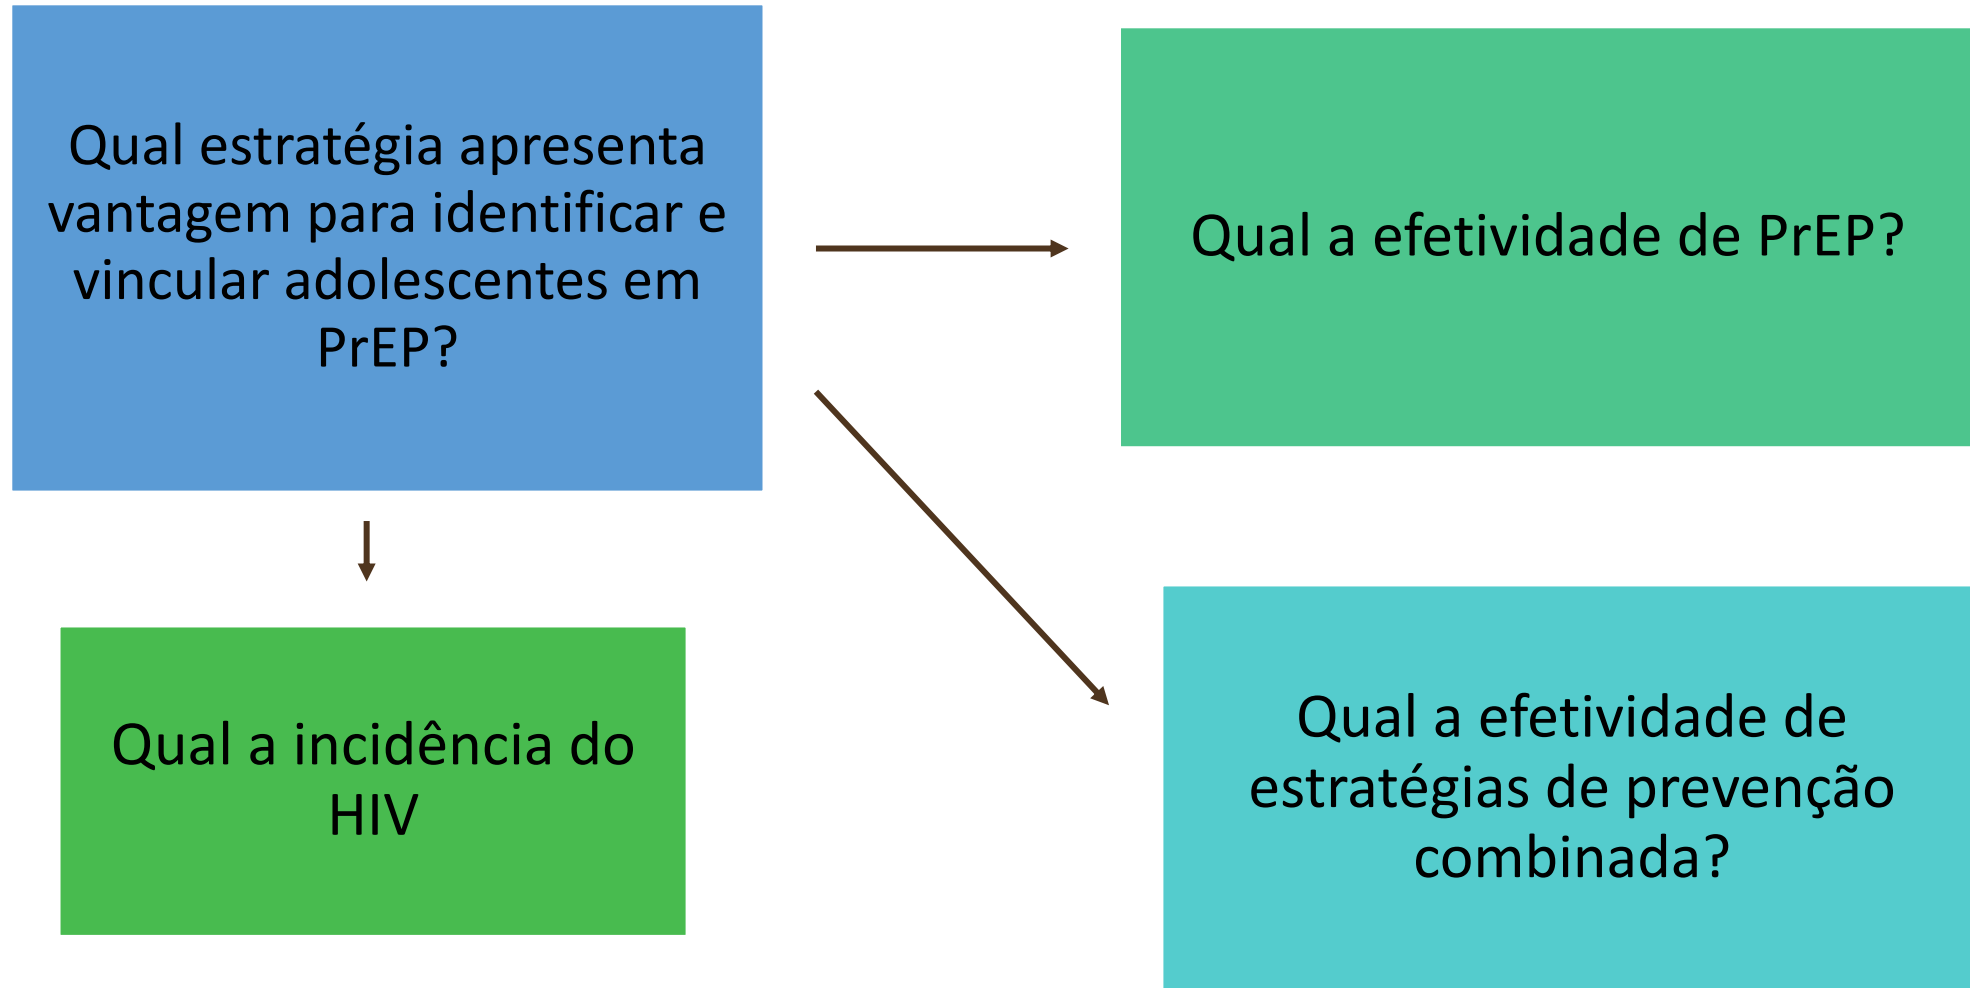 Qual estratégia apresenta
vantagem para identificar e
vincular adolescentes em
PrEP?
Qual a efetividade de PrEP?
Qual a incidência do
HIV
Qual a efetividade de
estratégias de prevenção
combinada?